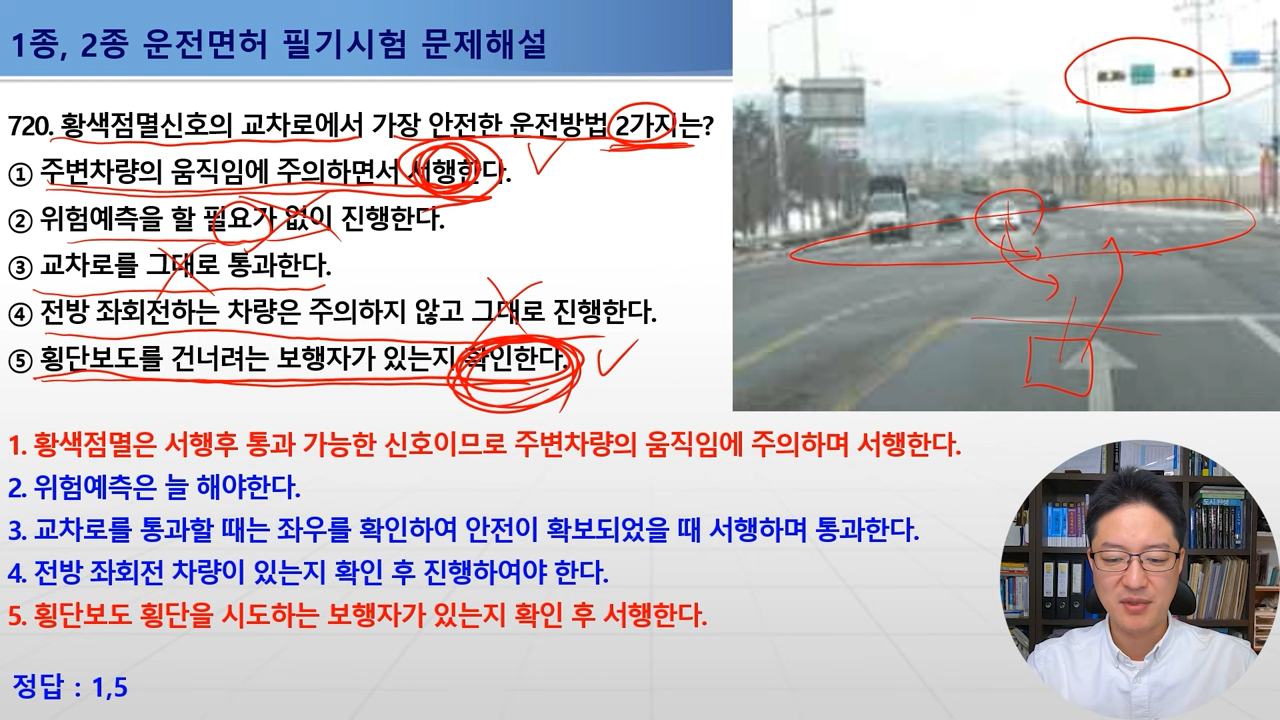 1종, 2종 운전면허 필기시험 문제해설
720. 황색점멸신호의 교차로에서 가장 안전한 운전방법 2가지는?
① 주변차량의 움직임에 주의하면서 서행한다.
② 위험예측을 할 필요가 없이 진행한다.
③ 교차로를 그대로 통과한다.
④ 전방 좌회전하는 차량은 주의하지 않고 그대로 진행한다.
⑤ 횡단보도를 건너려는 보행자가 있는지 확인한다.
1. 황색점멸은 서행후 통과 가능한 신호이므로 주변차량의 움직임에 주의하며 서행한다.
2. 위험예측은 늘 해야한다.
3. 교차로를 통과할 때는 좌우를 확인하여 안전이 확보되었을 때 서행하며 통과한다.
4. 전방 좌회전 차량이 있는지 확인 후 진행하여야 한다.
5. 횡단보도 횡단을 시도하는 보행자가 있는지 확인 후 서행한다.
정답 : 1,5